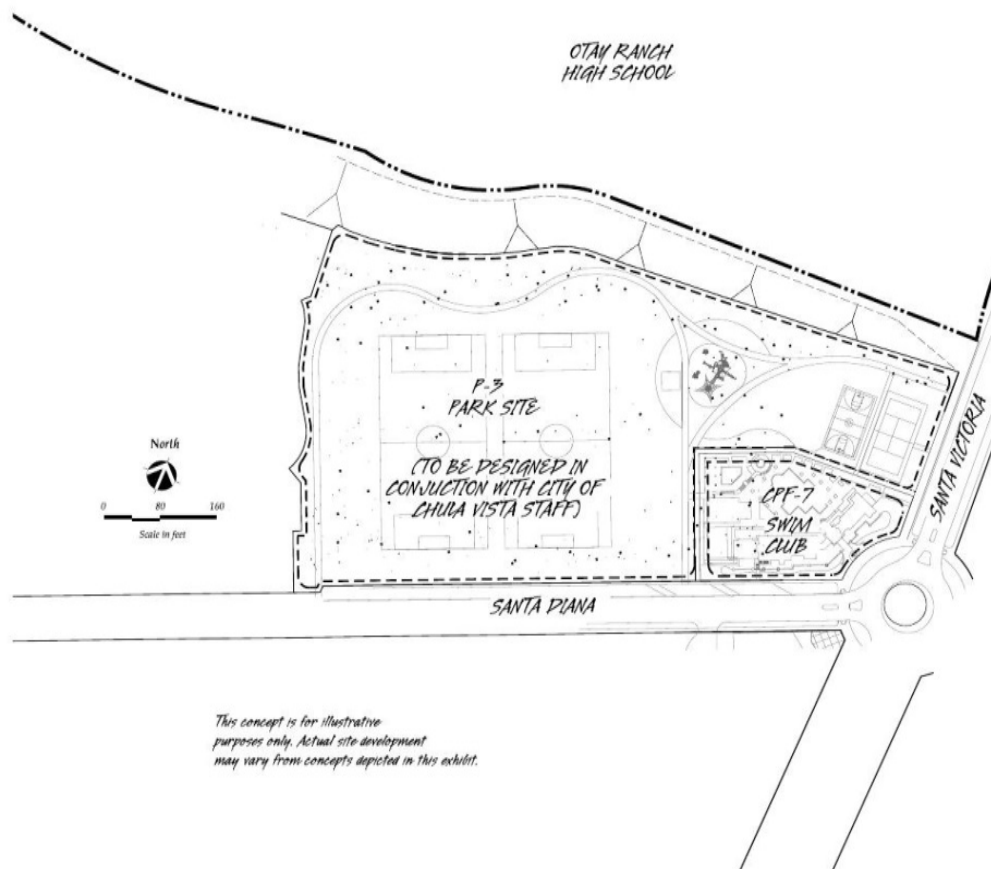 OTAY RANCH
HIGH SCHOOL
P-3
PARK SITE
(TO BE DESIGNED IN
CONJUCTION WITH CITY OF
CHULA VISTA STAFF)
CPF-7
SWIM
CLUB
SANTA VICTORIA
North
0 80 160
Scale in feet
SANTA DIANA
This concept is for illustrative
purposes only. Actual site development
may vary from concepts depicted in this exhibit.